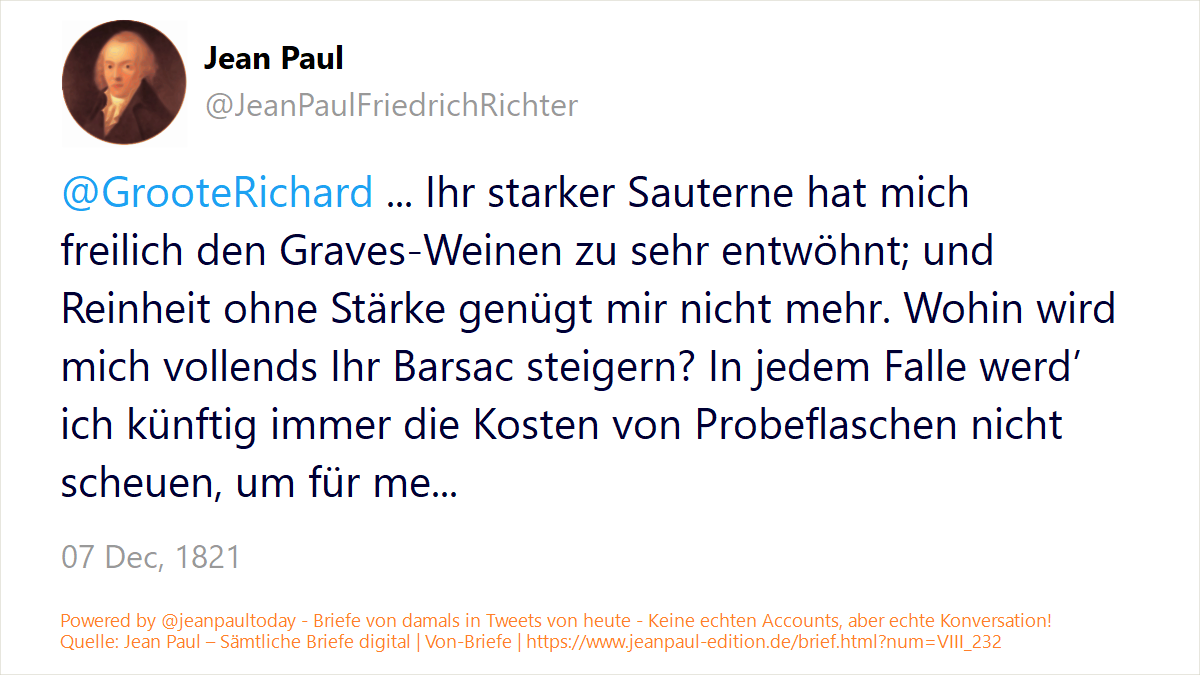 Jean Paul
@JeanPaulFriedrichRichter
@GrooteRichard ... Ihr starker Sauterne hat mich
freilich den Graves-Weinen zu sehr entwöhnt; und
Reinheit ohne Stärke genügt mir nicht mehr. Wohin wird
mich vollends Ihr Barsac steigern? In jedem Falle werd’
ich künftig immer die Kosten von Probeflaschen nicht
scheuen, um für me...
07 Dec, 1821
Powered by @jeanpaultoday - Briefe von damals in Tweets von heute - Keine echten Accounts, aber echte Konversation!
Quelle: Jean Paul – Sämtliche Briefe digital | Von-Briefe | https://www.jeanpaul-edition.de/brief.html?num=VIII_232